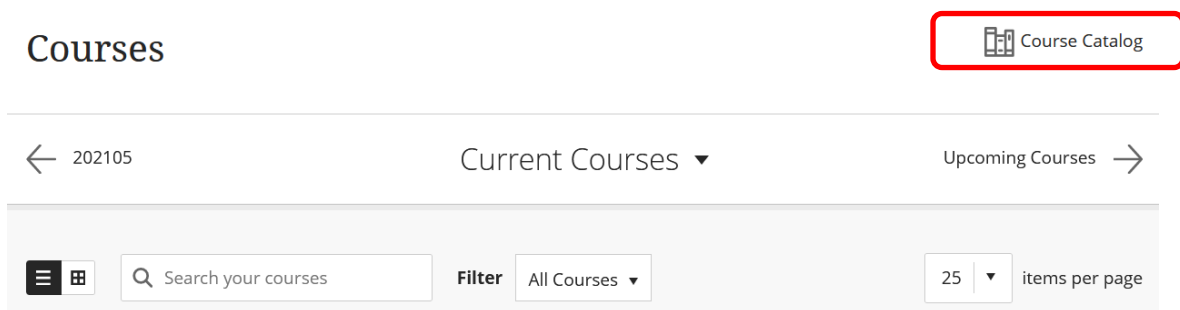 Courses
Course Catalog
202105
Current Courses
Upcoming Courses
Search your courses
Filter
All Courses
25
items per page